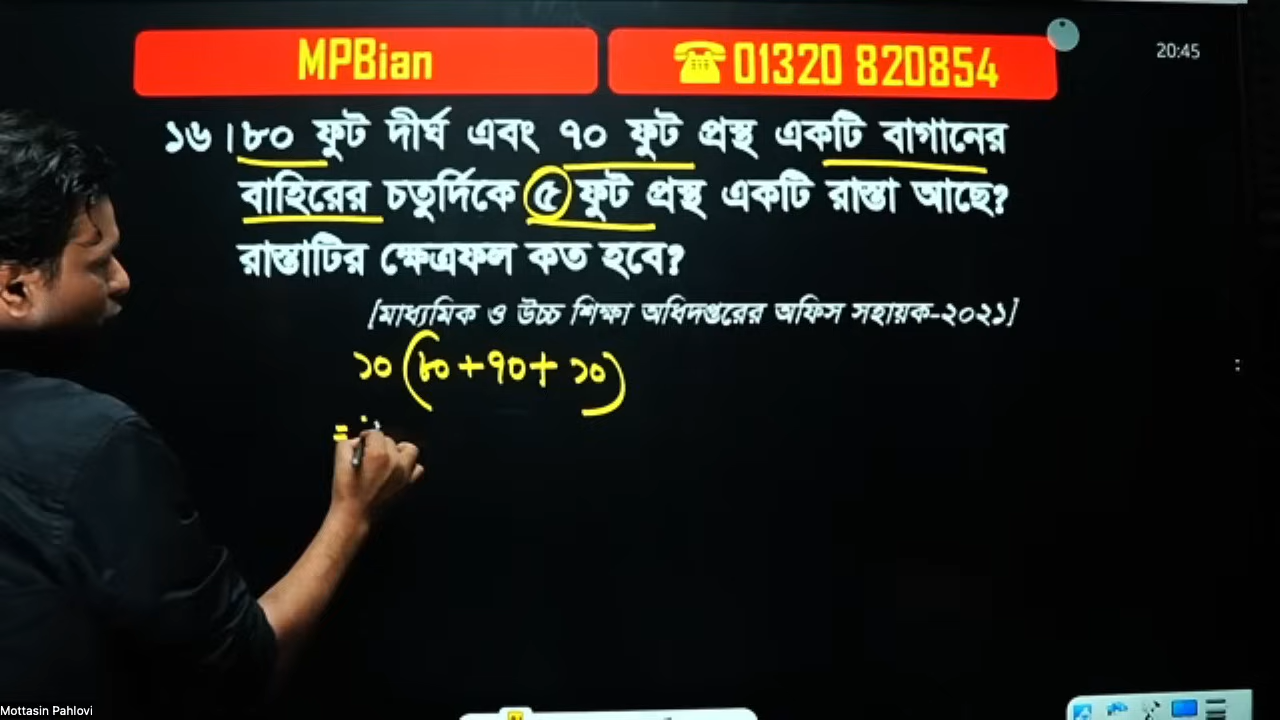 MPBian
☎01320 820854
20:45
১৬।৮০ ফুট দীর্ঘ এবং ৭০ ফুট প্রস্থ একটি বাগানের
বাহিরের চতুর্দিকে ৫ ফুট প্রস্থ একটি রাস্তা আছে?
রাস্তাটির ক্ষেত্রফল কত হবে?
[মাধ্যমিক ও উচ্চ শিক্ষা অধিদপ্তরের অফিস সহায়ক-২০২১]
১০(৮০+৭০+ ১০)
=
Mottasin Pahlovi